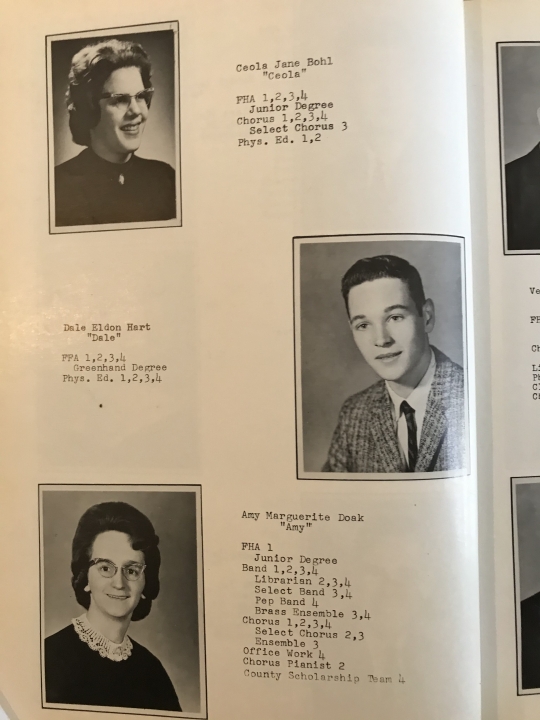 Ceola Jane Bohl
"Ceola"
FHA 1,2,3,4
Junior Degree
Chorus 1,2,3,4
Select Chorus 3
Phys. Ed. 1,2
Dale Eldon Hart
"Dale"
FFA 1,2,3,4
Greenhand Degree
Phys. Ed. 1,2,3,4
Amy Marguerite Doak
"Amy"
FHA 1
Junior Degree
Band 1,2,3,4
Librarian 2,3,4
Select Band 3,4
Pep Band 4
Brass Ensemble 3,4
Chorus 1,2,3,4
Select Chorus 2,3
Ensemble 3
Office Work 4
Chorus Pianist 2
County Scholarship Team 4